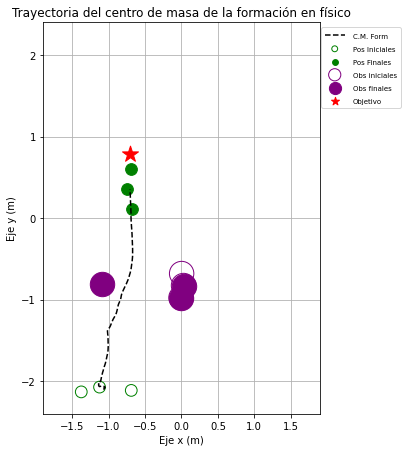 Trayectoria del centro de masa de la formación en físico
C.M. Form
Pos Iniciales
Pos Finales
Obs iniciales
Obs finales
Objetivo
Eje y (m)
2
1
0
−1
−2
−1.5
−1.0
−0.5
0.0
0.5
1.0
1.5
Eje x (m)